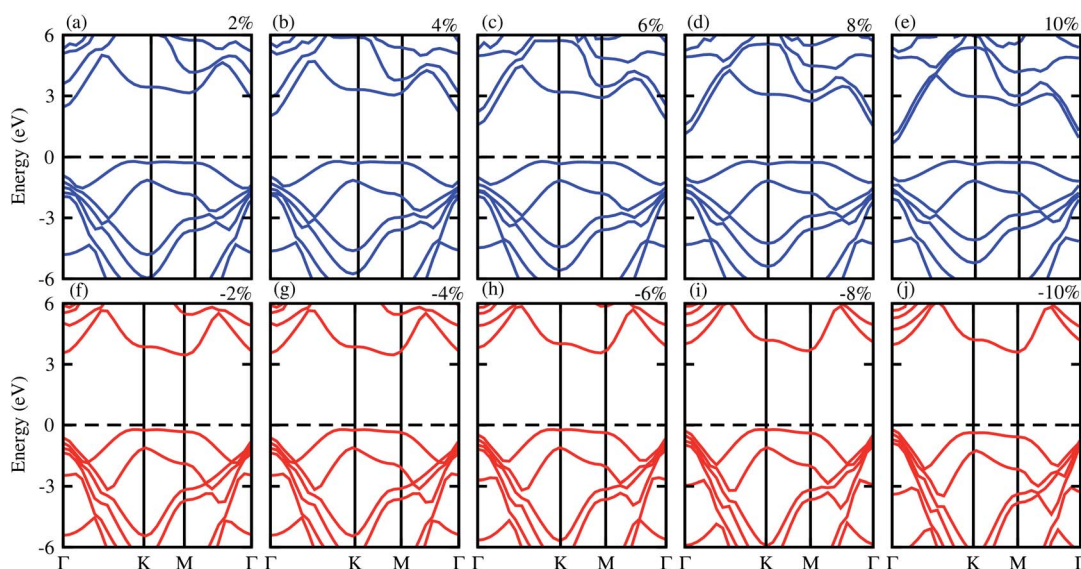 (a) 2% (b) 4% (c) 6% (d) 8% (e) 10%
6
3
0
-3
-6
Energy (eV)
(f) -2% (g) -4% (h) -6% (i) -8% (j) -10%
6
3
0
-3
-6
Energy (eV)
Γ K M Γ K M Γ K M Γ K M Γ K M Γ